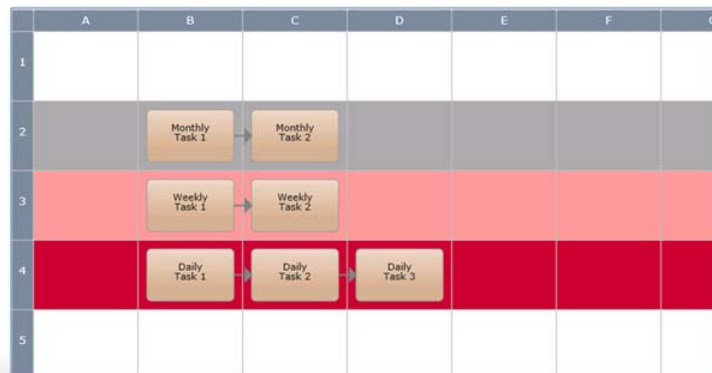 A B C D E F
1
2
Monthly
Task 1
Monthly
Task 2
3
Weekly
Task 1
Weekly
Task 2
4
Daily
Task 1
Daily
Task 2
Daily
Task 3
5